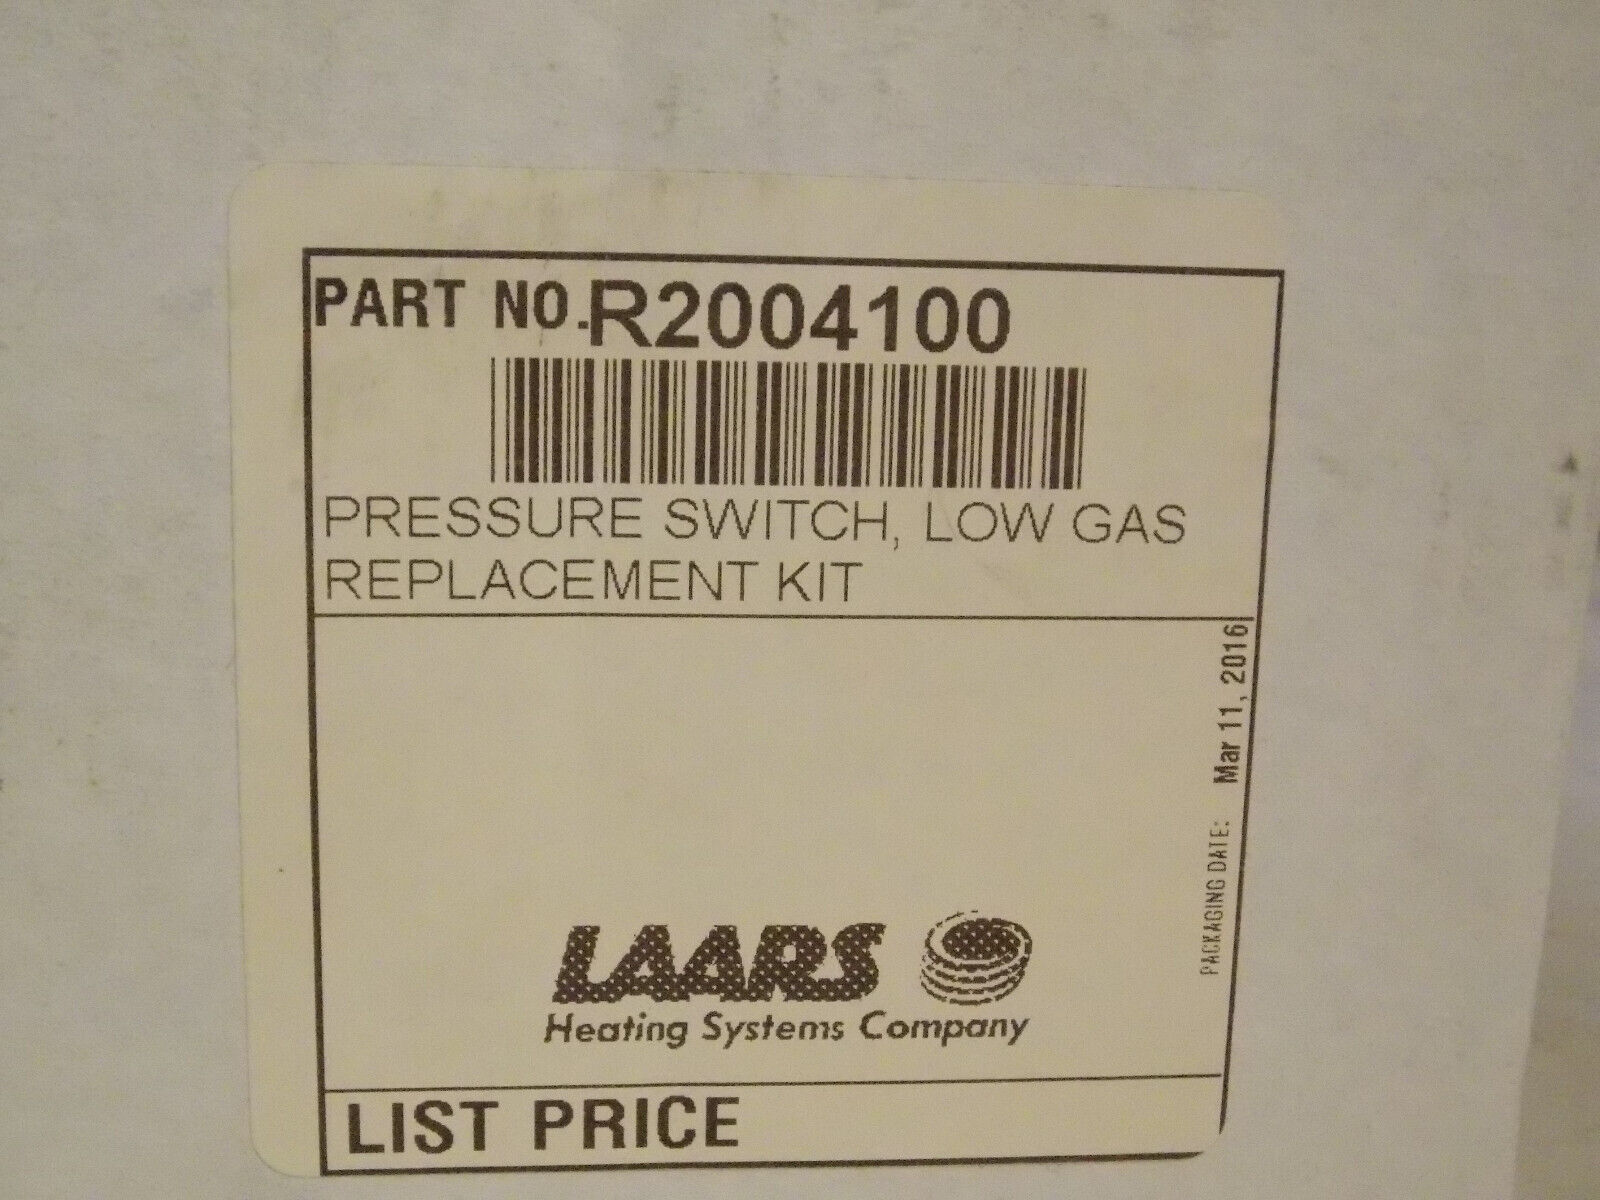 PART NO. R2004100
PRESSURE SWITCH, LOW GAS
REPLACEMENT KIT
PACKAGING DATE: Mar 11, 2016
LAARS
Heating Systems Company
LIST PRICE